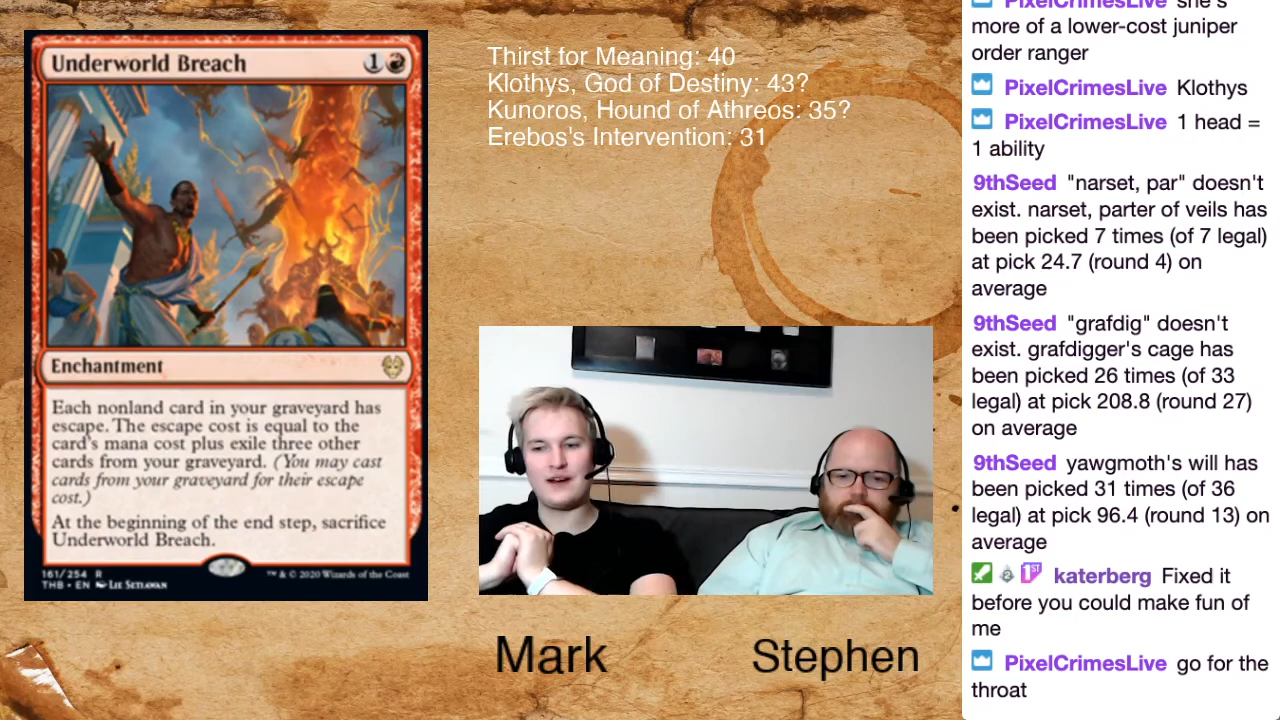 Underworld Breach
1
Enchantment
Each nonland card in your graveyard has
escape. The escape cost is equal to the
card's mana cost plus exile three other
cards from your graveyard. (You may cast
cards from your graveyard for their escape
cost.)
At the beginning of the end step, sacrifice
Underworld Breach.
161/254 R
THB • EN LIE SETIAWAN
™ & © 2020 Wizards of the Coast
Thirst for Meaning: 40
Klothys, God of Destiny: 43?
Kunoros, Hound of Athreos: 35?
Erebos's Intervention: 31
Mark
Stephen
PixelCrimesLive she's
more of a lower-cost juniper
order ranger
PixelCrimesLive Klothys
PixelCrimesLive 1 head =
1 ability
9thSeed "narset, par" doesn't
exist. narset, parter of veils has
been picked 7 times (of 7 legal)
at pick 24.7 (round 4) on
average
9thSeed "grafdig" doesn't
exist. grafdigger's cage has
been picked 26 times (of 33
legal) at pick 208.8 (round 27)
on average
9thSeed yawgmoth's will has
been picked 31 times (of 36
legal) at pick 96.4 (round 13) on
average
2 1ST katerberg Fixed it
before you could make fun of
me
PixelCrimesLive go for the
throat